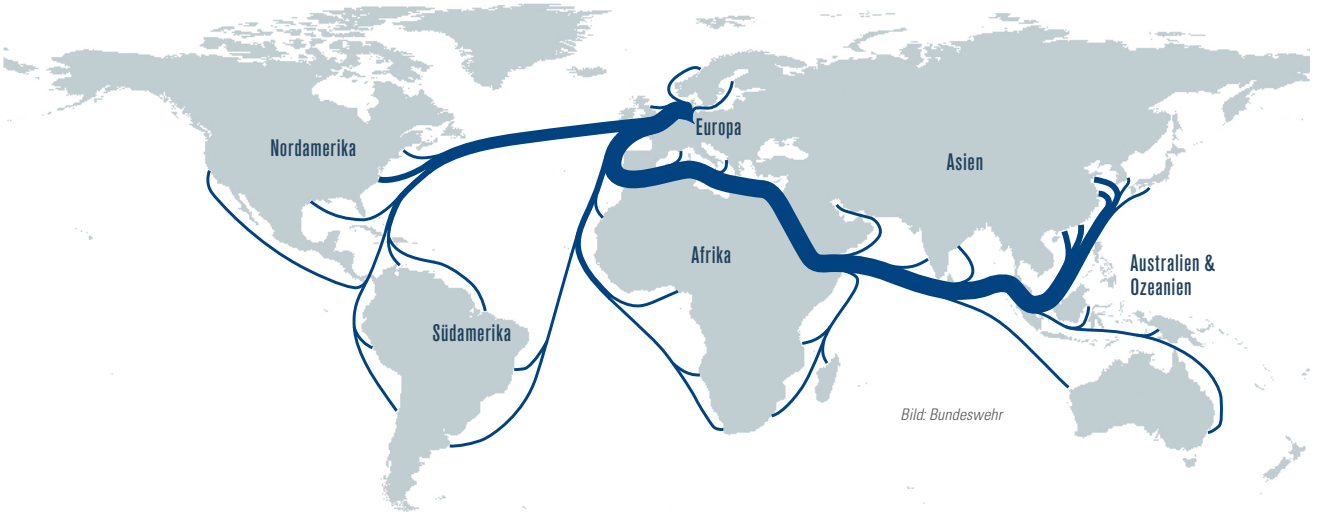 Nordamerika
Europa
Asien
Afrika
Australien &
Ozeanien
Südamerika
Bild: Bundeswehr